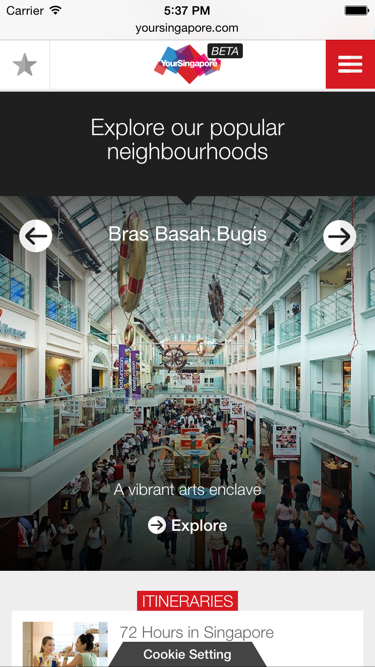 Carrier 5:37 PM
yoursingapore.com
YourSingapore
BETA
Explore our popular
neighbourhoods
Bras Basah.Bugis
A vibrant arts enclave
Explore
ITINERARIES
72 Hours in Singapore
Cookie Setting